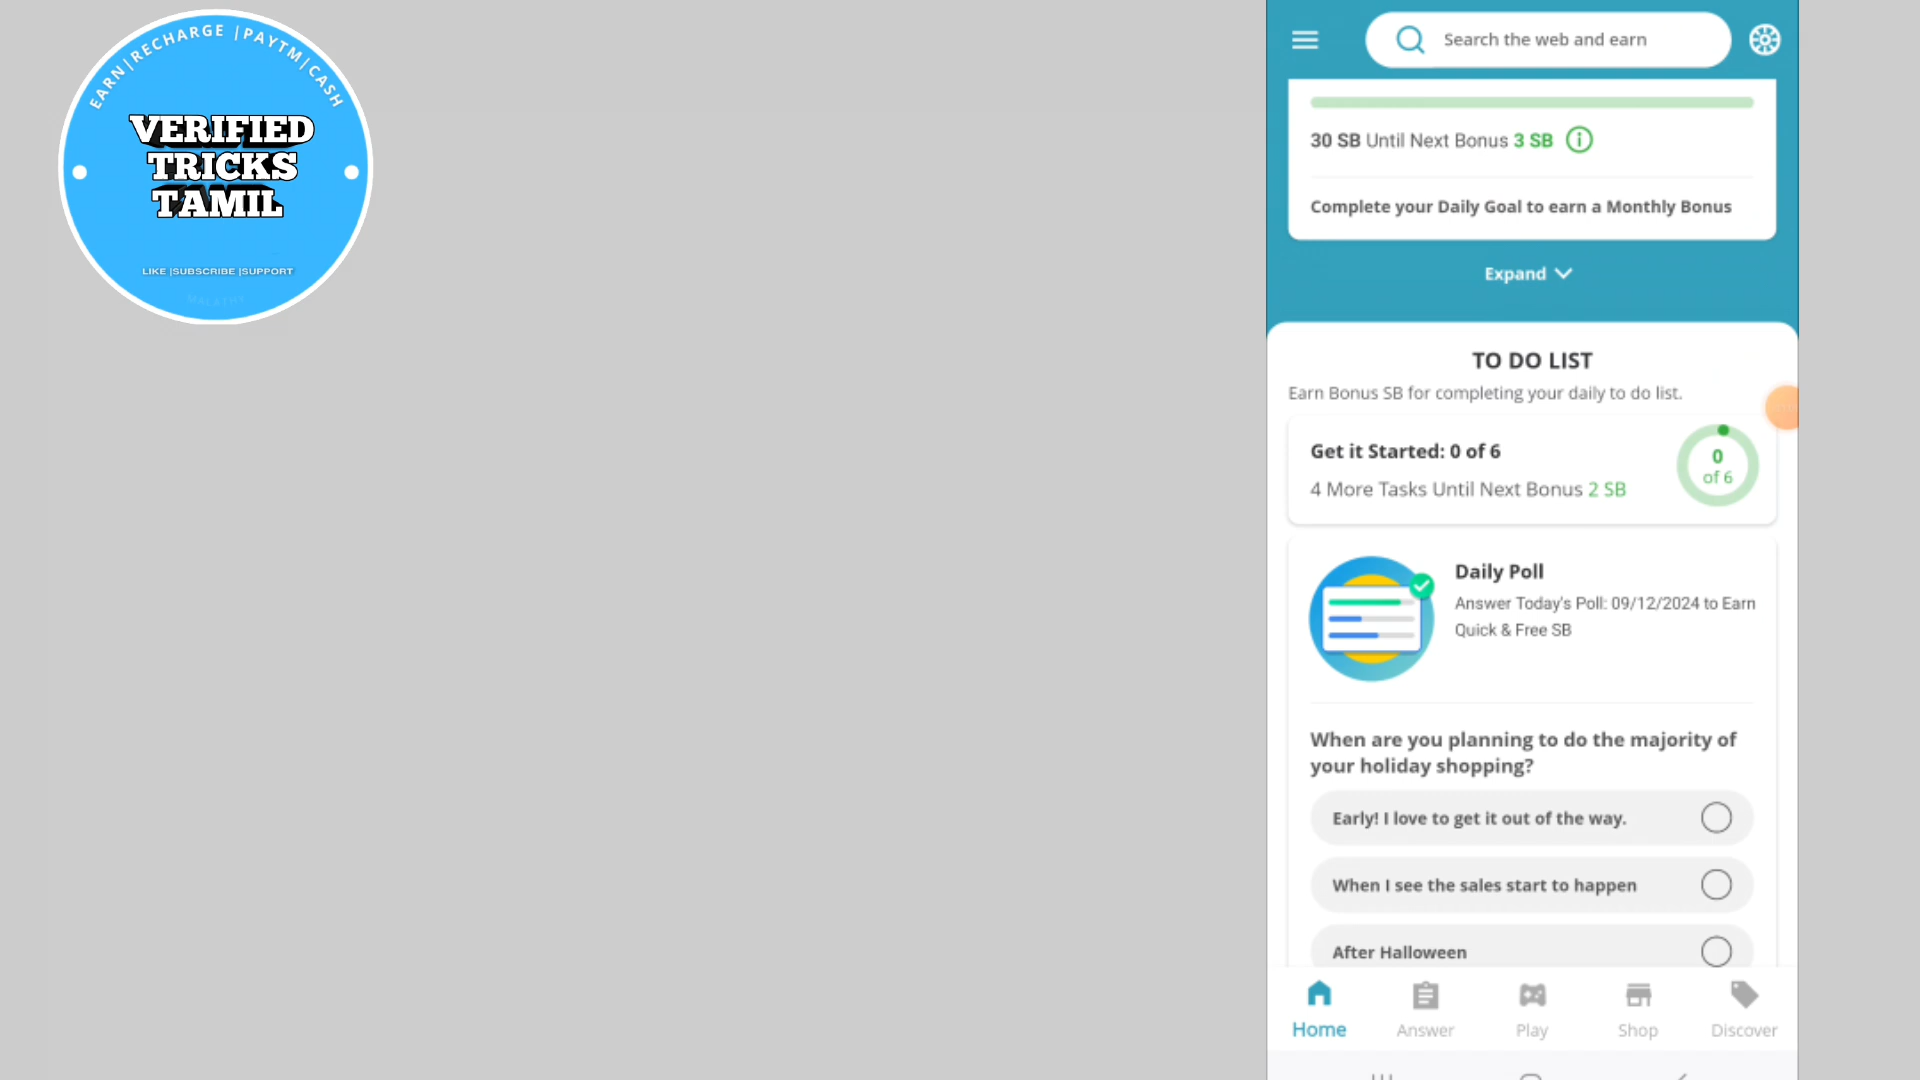 EARN|RECHARGE |PAYTM|CASH
VERIFIED
TRICKS
TAMIL
LIKE |SUBSCRIBE |SUPPORT
MALATHY
Search the web and earn
30 SB Until Next Bonus 3 SB
Complete your Daily Goal to earn a Monthly Bonus
Expand
TO DO LIST
Earn Bonus SB for completing your daily to do list.
Get it Started: 0 of 6
4 More Tasks Until Next Bonus 2 SB
0
of 6
Daily Poll
Answer Today's Poll: 09/12/2024 to Earn
Quick & Free SB
When are you planning to do the majority of
your holiday shopping?
Early! I love to get it out of the way.
When I see the sales start to happen
After Halloween
Home
Answer
Play
Shop
Discover